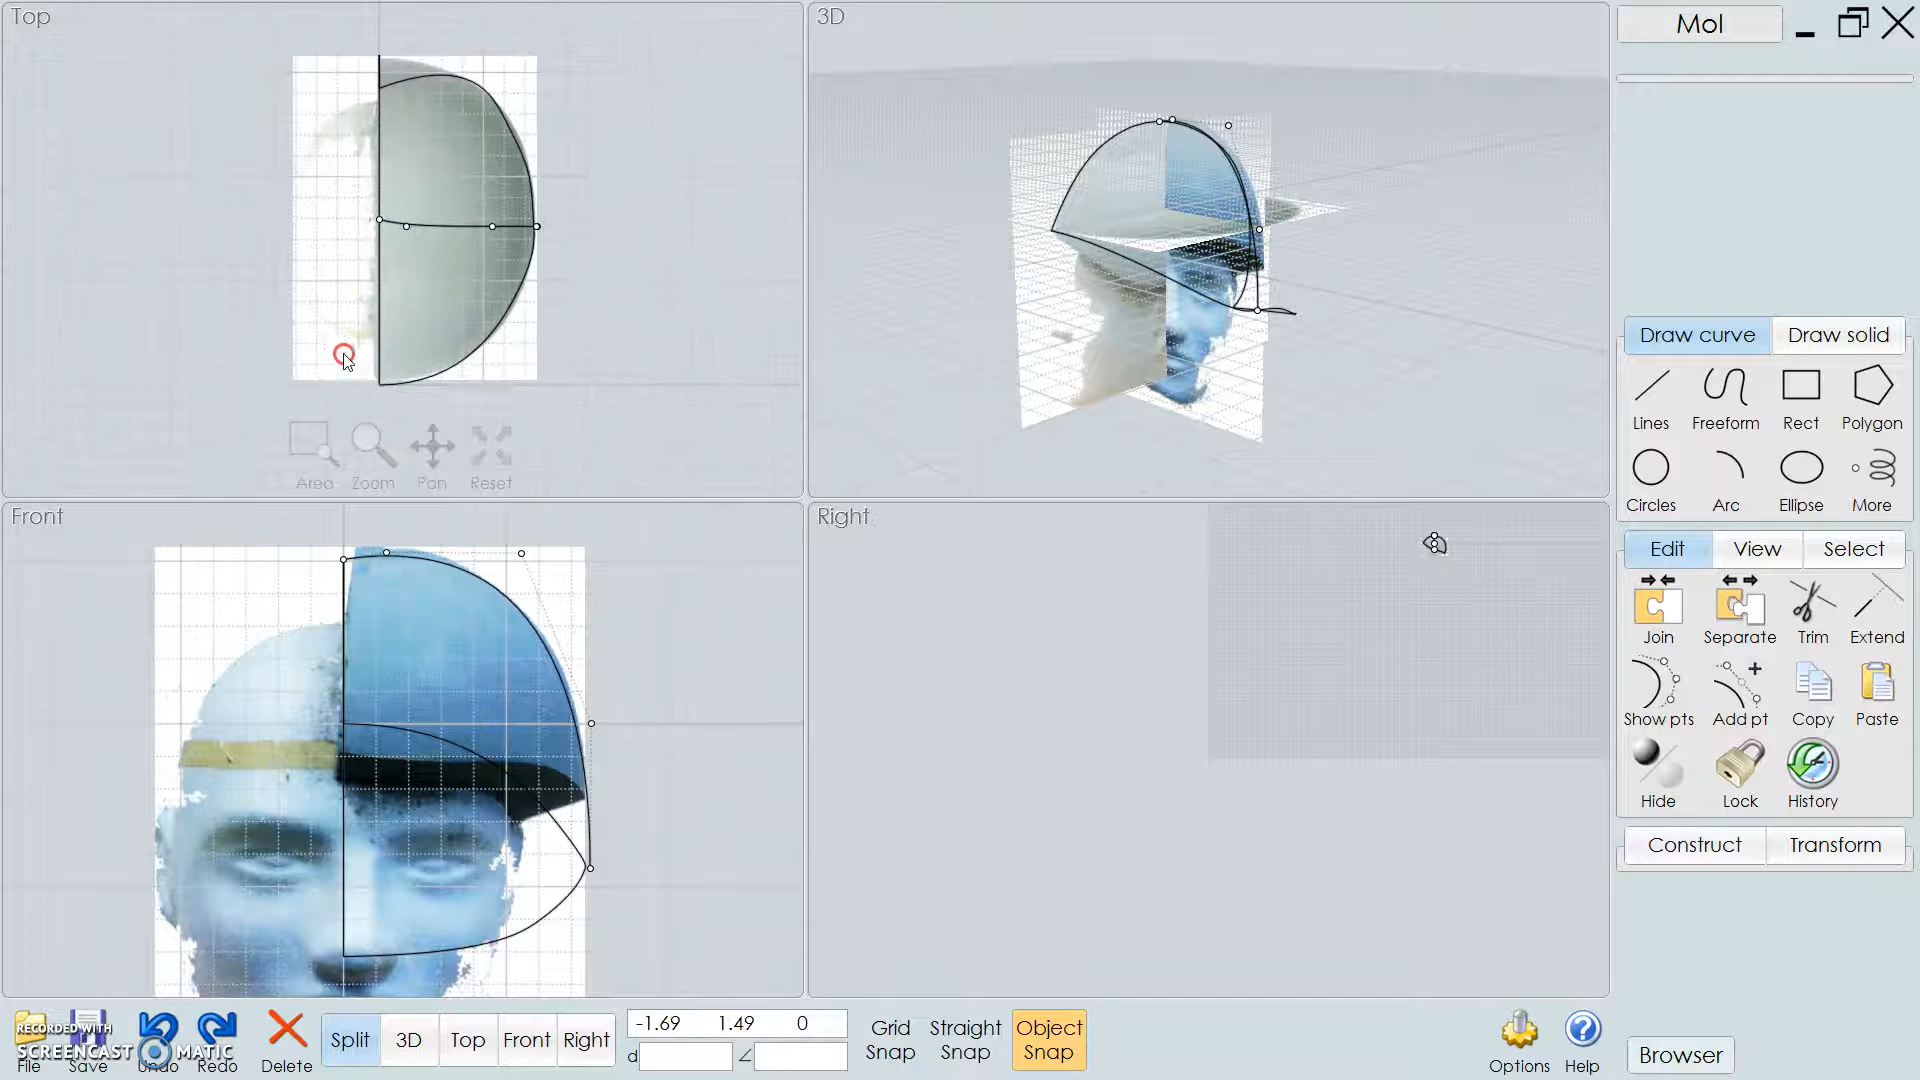 Top
3D
MoI
Area Zoom Pan Reset
Draw curve Draw solid
Lines Freeform Rect Polygon
Circles Arc Ellipse More
Front
Right
Edit View Select
Join Separate Trim Extend
Show pts Add pt Copy Paste
Hide Lock History
Construct Transform
RECORDED WITH
SCREENCAST MATIC
File Save Undo Redo Delete
Split 3D Top Front Right
-1.69 1.49 0
d ∠
Grid Snap
Straight Snap
Object Snap
Options Help
Browser